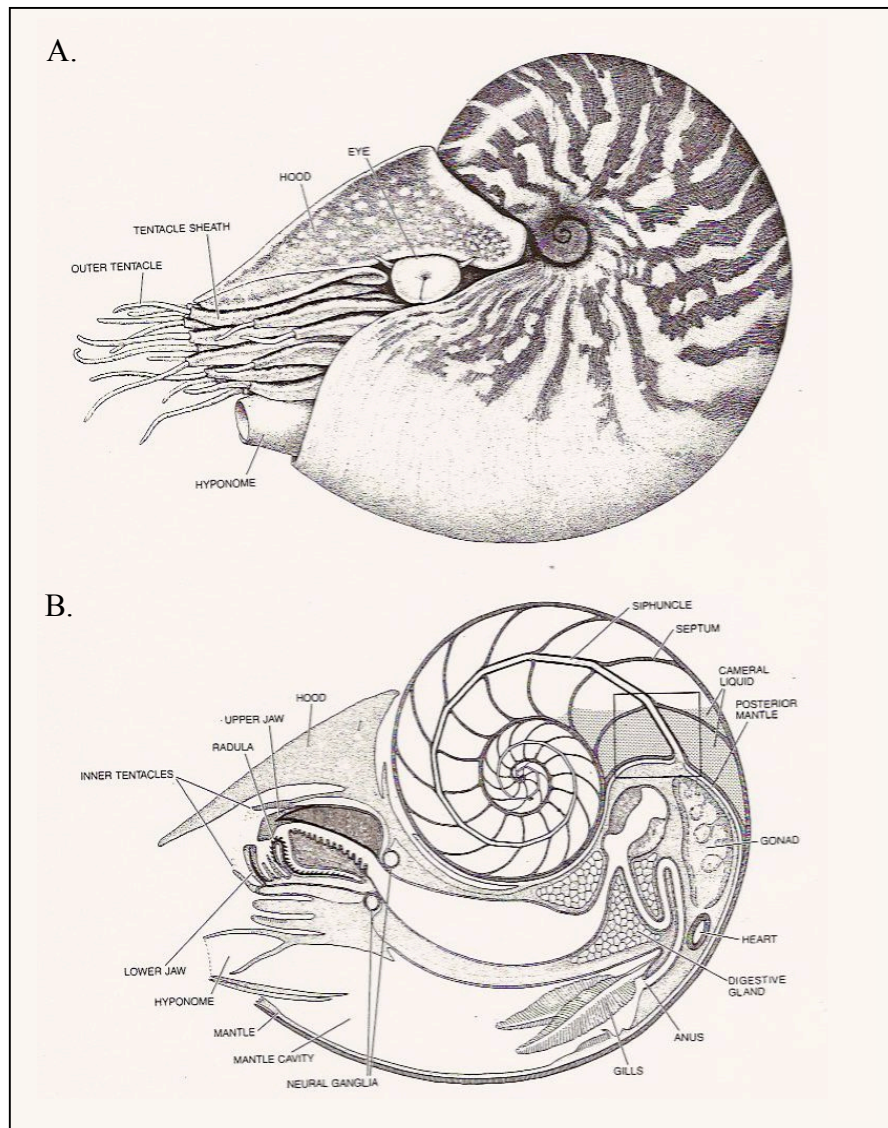 A.
EYE
HOOD
TENTACLE SHEATH
OUTER TENTACLE
HYPONOME
B.
SIPHUNCLE
SEPTUM
CAMERAL
LIQUID
POSTERIOR
MANTLE
HOOD
UPPER JAW
RADULA
INNER TENTACLES
GONAD
HEART
DIGESTIVE
GLAND
ANUS
GILLS
LOWER JAW
HYPONOME
MANTLE
MANTLE CAVITY
NEURAL GANGLIA